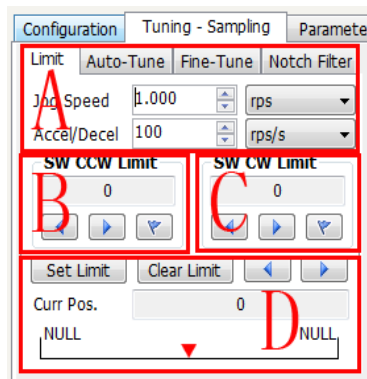 Configuration Tuning - Sampling Paramete
Limit Auto-Tune Fine-Tune Notch Filter
Jog Speed 1.000 rps
Accel/Decel 100 rps/s
A
SW CCW Limit SW CW Limit
0 0
B C
Set Limit Clear Limit
Curr Pos. 0
D
NULL NULL